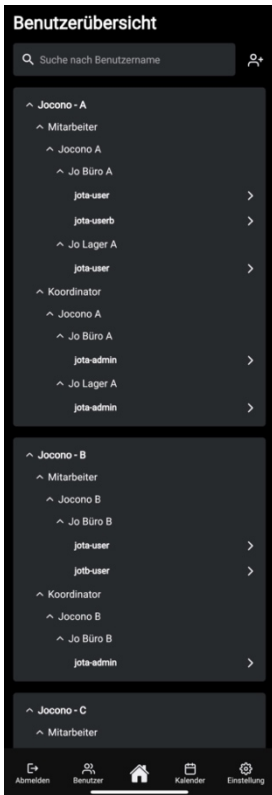 Benutzerübersicht
Suche nach Benutzername
Jocono - A
Mitarbeiter
Jocono A
Jo Büro A
jota-user
jota-userb
Jo Lager A
jota-user
Koordinator
Jocono A
Jo Büro A
jota-admin
Jo Lager A
jota-admin
Jocono - B
Mitarbeiter
Jocono B
Jo Büro B
jota-user
jotb-user
Koordinator
Jocono B
Jo Büro B
jota-admin
Jocono - C
Mitarbeiter
Abmelden Benutzer Kalender Einstellung